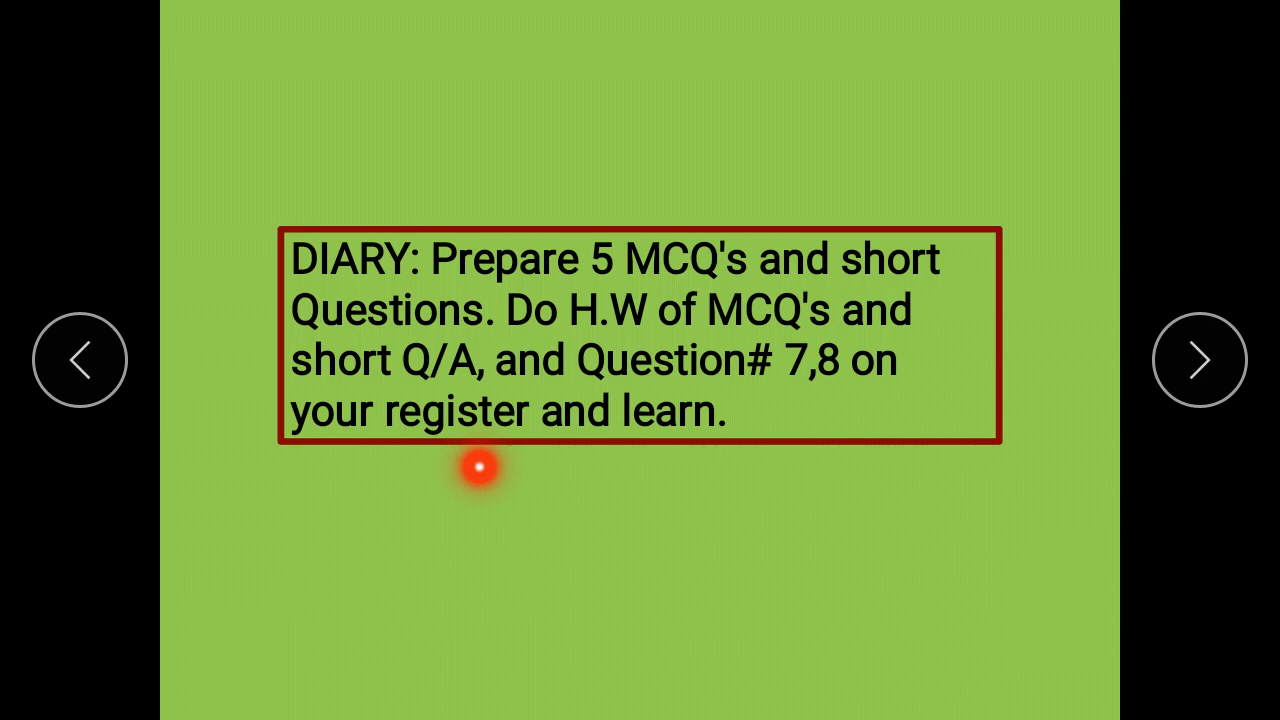 DIARY: Prepare 5 MCQ's and short
Questions. Do H.W of MCQ's and
short Q/A, and Question# 7,8 on
your register and learn.